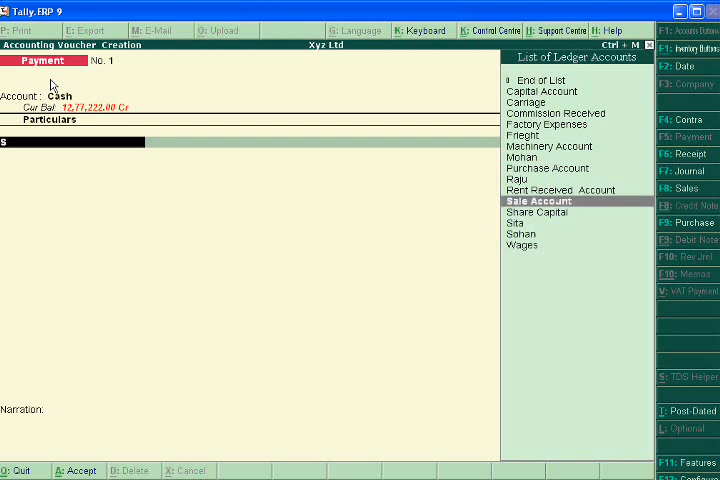 Tally.ERP 9
P: Print E: Export M: E-Mail O: Upload G: Language K: Keyboard K: Control Centre H: Support Centre H: Help
F1: Accounts Buttons
Accounting Voucher Creation Xyz Ltd Ctrl + M
F1: Inventory Buttons
Payment No. 1
List of Ledger Accounts
F2: Date
End of List
F3: Company
Account : Cash
Capital Account
Cur Bal: 12,77,222.00 Cr
Carriage
Commission Received
Particulars
F4: Contra
Factory Expenses
Frieght
F5: Payment
S
Machinery Account
F6: Receipt
Mohan
Purchase Account
F7: Journal
Raju
Rent Received Account
F8: Sales
Sale Account
F8: Credit Note
Share Capital
Sita
F9: Purchase
Sohan
F9: Debit Note
Wages
F10: Rev Jrnl
F10: Memos
V: VAT Payment
S: TDS Helper
Narration:
T: Post-Dated
L: Optional
F11: Features
Q: Quit A: Accept D: Delete X: Cancel
F12: Configure